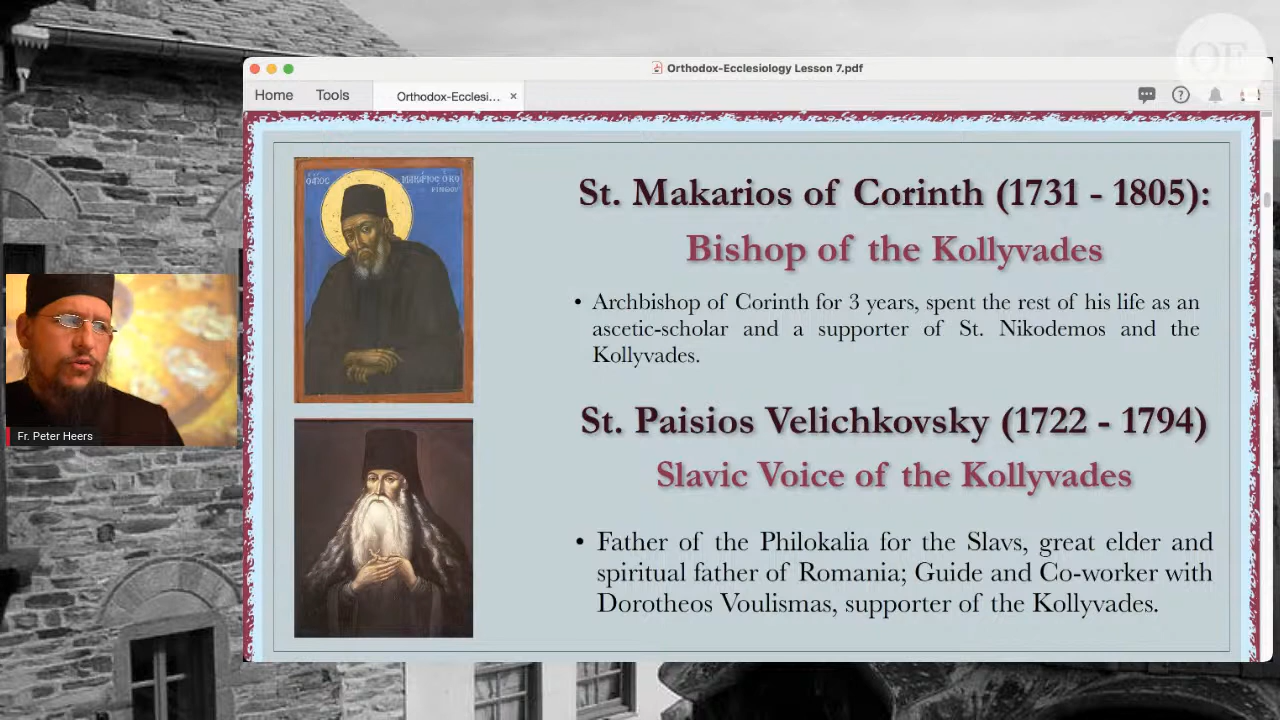 OE
Orthodox-Ecclesiology Lesson 7.pdf
Home
Tools
Orthodox-Ecclesi...
St. Makarios of Corinth (1731 - 1805):
Bishop of the Kollyvades
• Archbishop of Corinth for 3 years, spent the rest of his life as an
ascetic-scholar and a supporter of St. Nikodemos and the
Kollyvades.
Fr. Peter Heers
St. Paisios Velichkovsky (1722 - 1794)
Slavic Voice of the Kollyvades
• Father of the Philokalia for the Slavs, great elder and
spiritual father of Romania; Guide and Co-worker with
Dorotheos Voulismas, supporter of the Kollyvades.